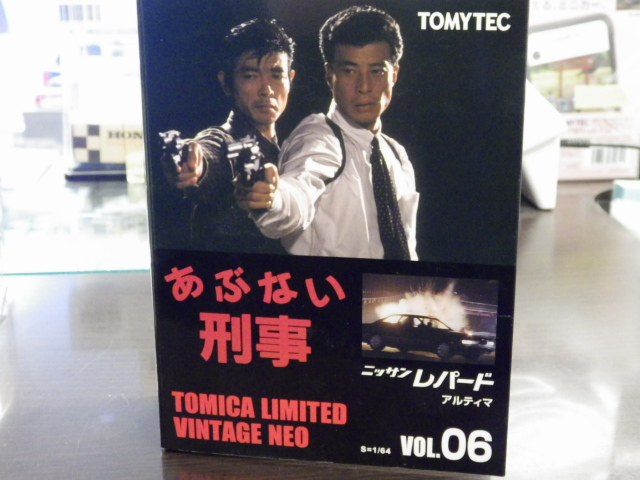 TOMYTEC
HON
あぶない
刑事
ニッサン レパード
アルティマ
TOMICA LIMITED
VINTAGE NEO
S=1/64
VOL.06